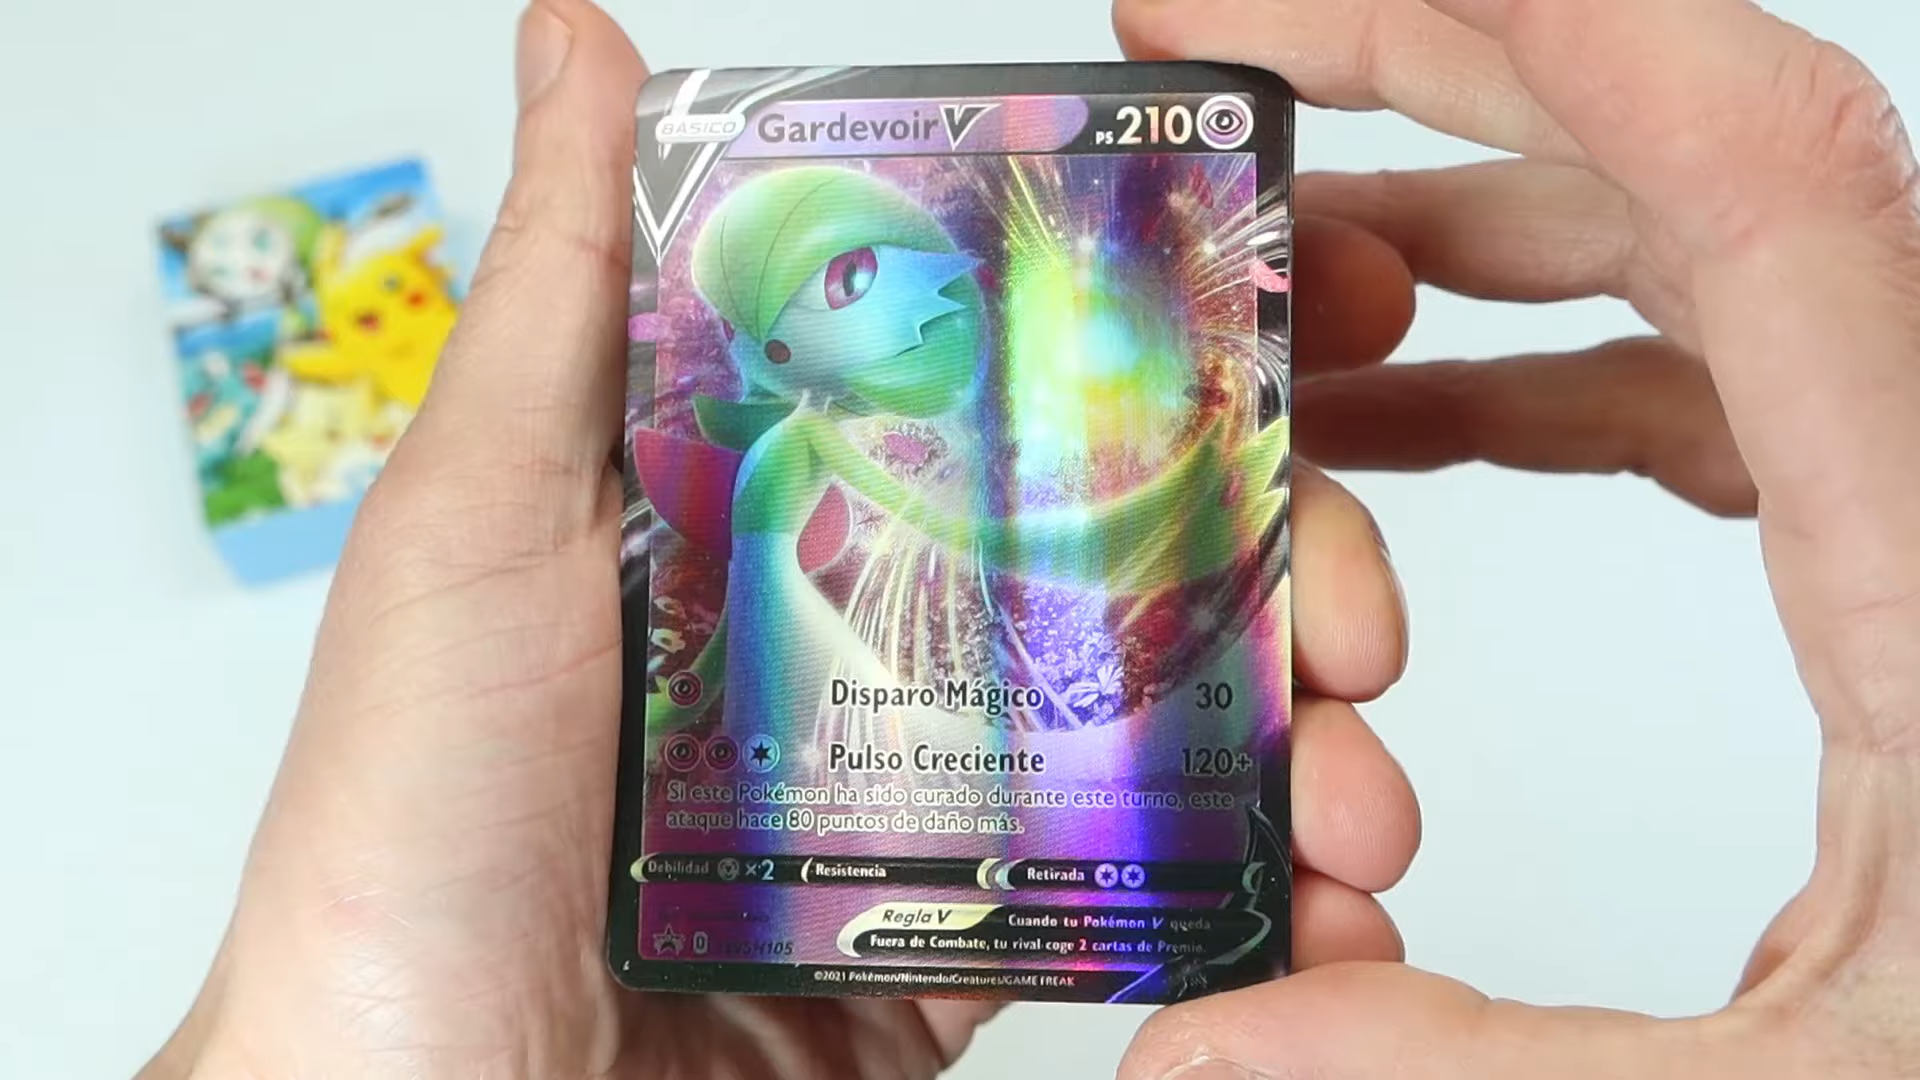 BÁSICO Gardevoir V PS 210
Disparo Mágico 30
Pulso Creciente 120+
Si este Pokémon ha sido curado durante este turno, este
ataque hace 80 puntos de daño más.
Debilidad ×2 Resistencia Retirada
Regla V Cuando tu Pokémon V queda
Fuera de Combate, tu rival coge 2 cartas de Premio.
D SWSH105
©2021 Pokémon/Nintendo/Creatures/GAME FREAK